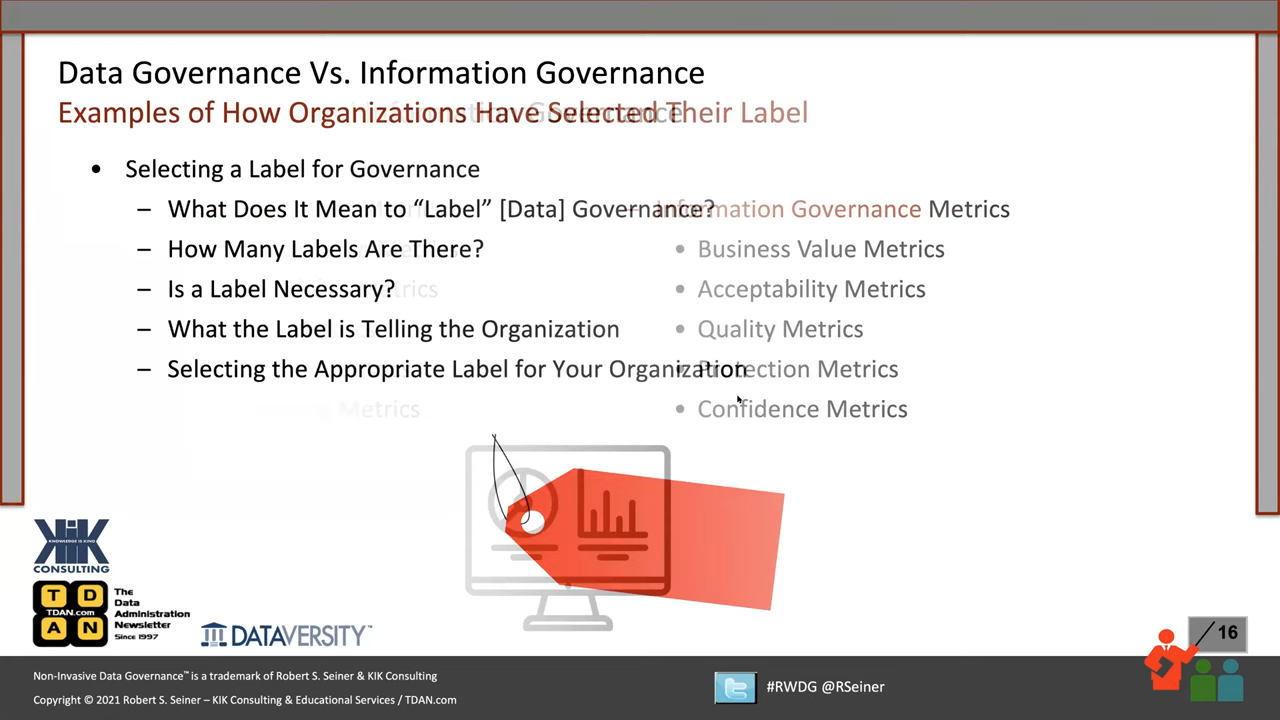 Data Governance Vs. Information Governance
Examples of How Organizations Have Selected Their Label
• Selecting a Label for Governance
– What Does It Mean to “Label” [Data] Governance?
Information Governance Metrics
– How Many Labels Are There?
• Business Value Metrics
– Is a Label Necessary?
• Acceptability Metrics
– What the Label is Telling the Organization
• Quality Metrics
– Selecting the Appropriate Label for Your Organization
• Protection Metrics
Metrics
• Confidence Metrics
KIK
KNOWLEDGE IS KING
CONSULTING
T D
TDAN.com
A N
The
Data
Administration
Newsletter
Since 1997
DATAVERSITY™
16
Non-Invasive Data Governance™ is a trademark of Robert S. Seiner & KIK Consulting
Copyright © 2021 Robert S. Seiner – KIK Consulting & Educational Services / TDAN.com
#RWDG @RSeiner